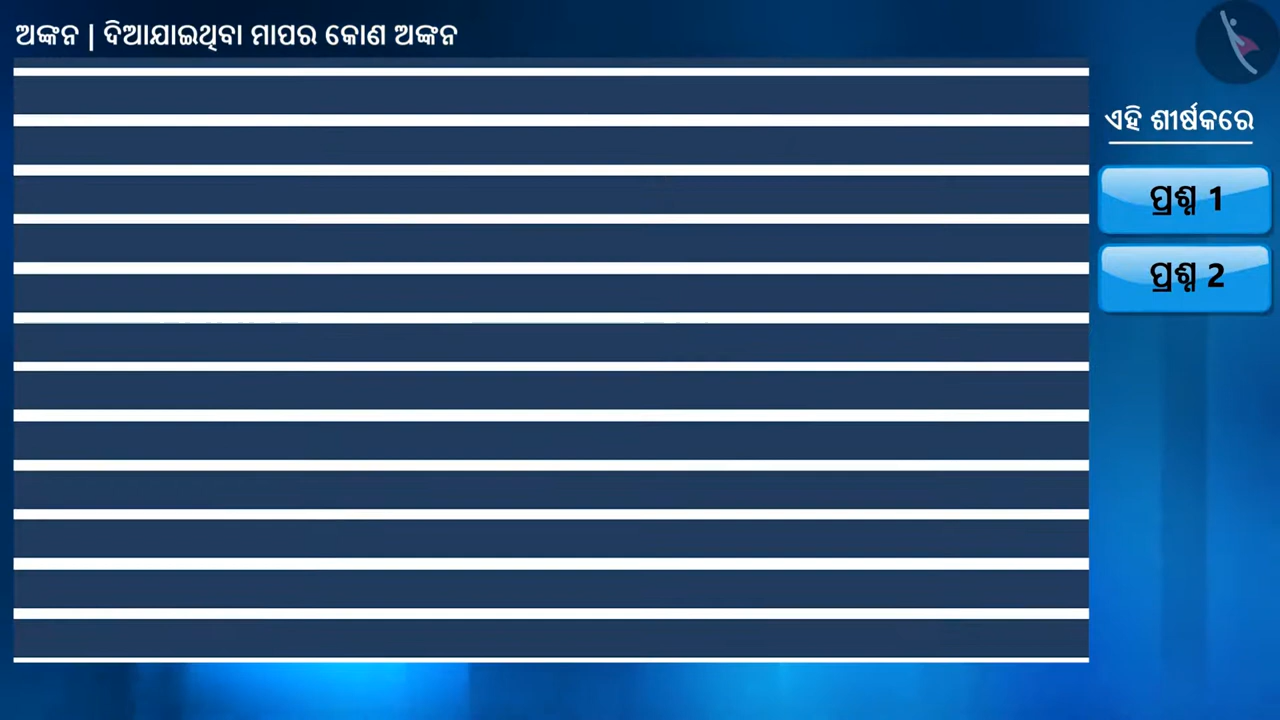 ଅଙ୍କନ | ଦିଆଯାଇଥିବା ମାପର କୋଣ ଅଙ୍କନ
ଏହି ଶୀର୍ଷକରେ
ପ୍ରଶ୍ନ 1
ପ୍ରଶ୍ନ 2